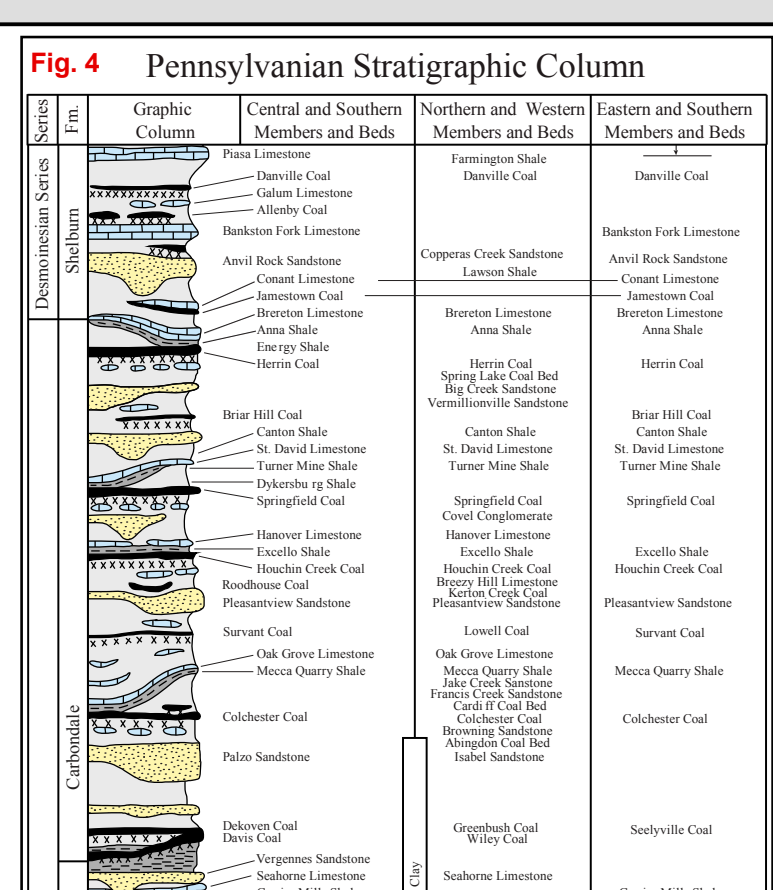 Fig. 4 Pennsylvanian Stratigraphic Column
Series
Fm.
Graphic
Column
Central and Southern
Members and Beds
Northern and Western
Members and Beds
Eastern and Southern
Members and Beds
Desmoinesian Series
Shelburn
Carbondale
Piasa Limestone
Danville Coal
Galum Limestone
Allenby Coal
Bankston Fork Limestone
Anvil Rock Sandstone
Conant Limestone
Jamestown Coal
Brereton Limestone
Anna Shale
Energy Shale
Herrin Coal
Briar Hill Coal
Canton Shale
St. David Limestone
Turner Mine Shale
Dykersbu rg Shale
Springfield Coal
Hanover Limestone
Excello Shale
Houchin Creek Coal
Roodhouse Coal
Pleasantview Sandstone
Survant Coal
Oak Grove Limestone
Mecca Quarry Shale
Colchester Coal
Palzo Sandstone
Dekoven Coal
Davis Coal
Vergennes Sandstone
Seahorne Limestone
Farmington Shale
Danville Coal
Copperas Creek Sandstone
Lawson Shale
Brereton Limestone
Anna Shale
Herrin Coal
Spring Lake Coal Bed
Big Creek Sandstone
Vermillionville Sandstone
Canton Shale
St. David Limestone
Turner Mine Shale
Springfield Coal
Covel Conglomerate
Hanover Limestone
Excello Shale
Houchin Creek Coal
Breezy Hill Limestone
Kerton Creek Coal
Pleasantview Sandstone
Lowell Coal
Oak Grove Limestone
Mecca Quarry Shale
Jake Creek Sanstone
Francis Creek Sandstone
Cardi ff Coal Bed
Colchester Coal
Browning Sandstone
Abingdon Coal Bed
Isabel Sandstone
Greenbush Coal
Wiley Coal
Seahorne Limestone
Clay
Danville Coal
Bankston Fork Limestone
Anvil Rock Sandstone
Conant Limestone
Jamestown Coal
Brereton Limestone
Anna Shale
Herrin Coal
Briar Hill Coal
Canton Shale
St. David Limestone
Turner Mine Shale
Springfield Coal
Excello Shale
Houchin Creek Coal
Pleasantview Sandstone
Survant Coal
Mecca Quarry Shale
Colchester Coal
Seelyville Coal